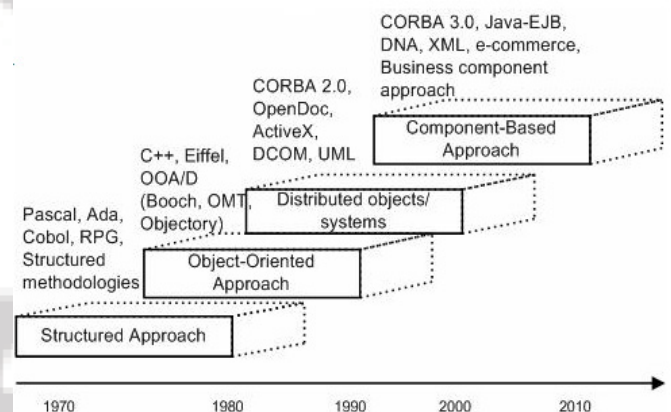 CORBA 3.0, Java-EJB,
DNA, XML, e-commerce,
Business component
approach
Component-Based
Approach
CORBA 2.0,
OpenDoc,
ActiveX,
DCOM, UML
Distributed objects/
systems
C++, Eiffel,
OOA/D
(Booch, OMT,
Objectory)
Object-Oriented
Approach
Pascal, Ada,
Cobol, RPG,
Structured
methodologies
Structured Approach
1970 1980 1990 2000 2010